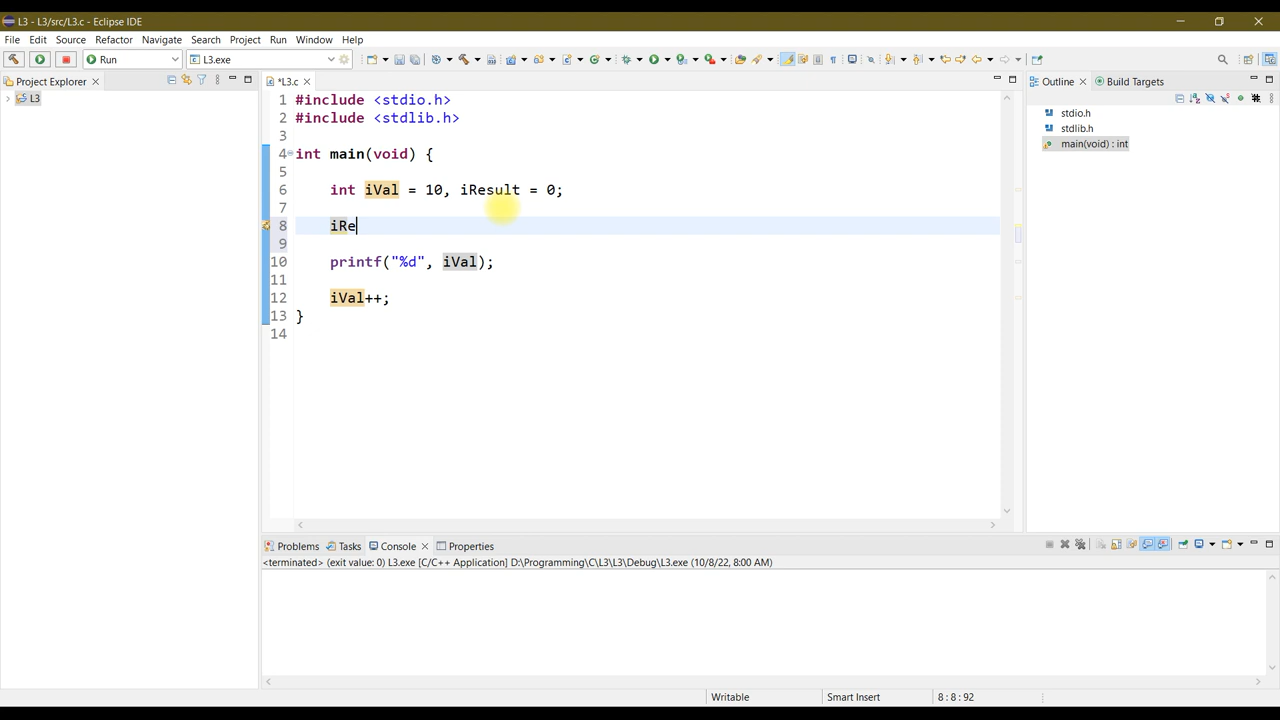 L3 - L3/src/L3.c - Eclipse IDE
File Edit Source Refactor Navigate Search Project Run Window Help
Run L3.exe
Project Explorer
L3
*L3.c
1 #include <stdio.h>
2 #include <stdlib.h>
3
4 int main(void) {
5
6 int iVal = 10, iResult = 0;
7
8 iRe
9
10 printf("%d", iVal);
11
12 iVal++;
13 }
14
Outline Build Targets
stdio.h
stdlib.h
main(void) : int
Problems Tasks Console Properties
<terminated> (exit value: 0) L3.exe [C/C++ Application] D:\Programming\C\L3\L3\Debug\L3.exe (10/8/22, 8:00 AM)
Writable Smart Insert 8 : 8 : 92